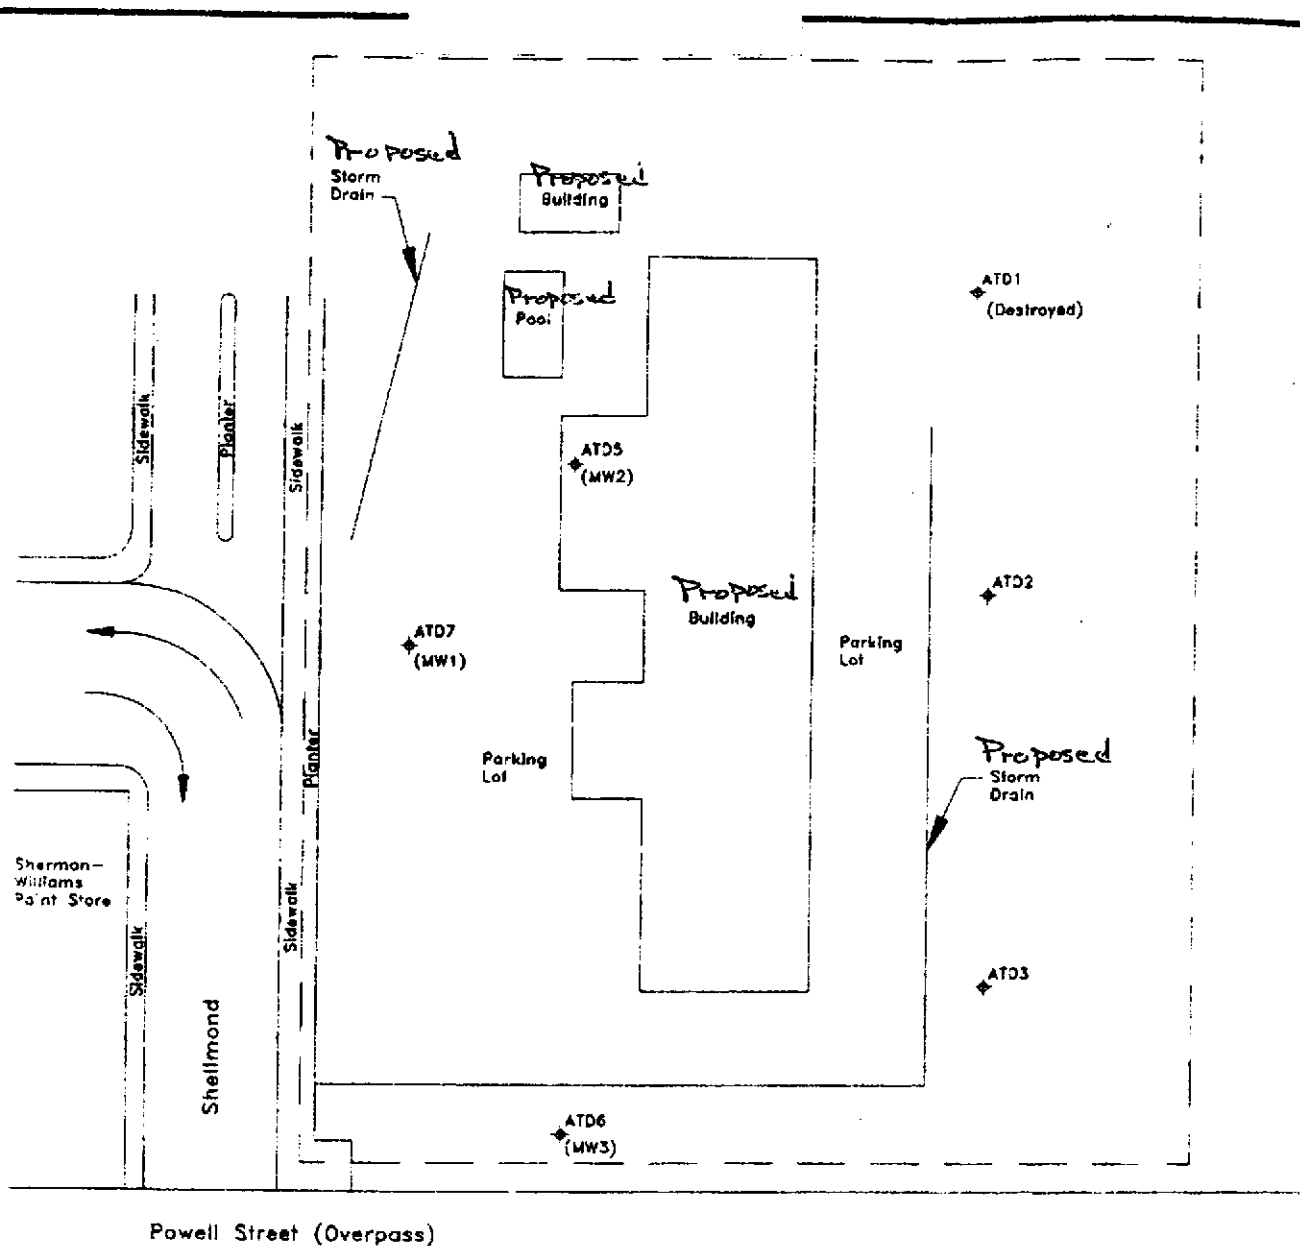 Proposed
Storm
Drain
Proposed
Building
Proposed
Pool
ATD1
(Destroyed)
Sidewalk
Planter
Sidewalk
ATD5
(MW2)
Proposed
Building
ATD2
ATD7
(MW1)
Parking
Lot
Planter
Parking
Lot
Proposed
Storm
Drain
Sherman-
Williams
Paint Store
Sidewalk
Sidewalk
ATD3
Shellmond
ATD6
(MW3)
Powell Street (Overpass)